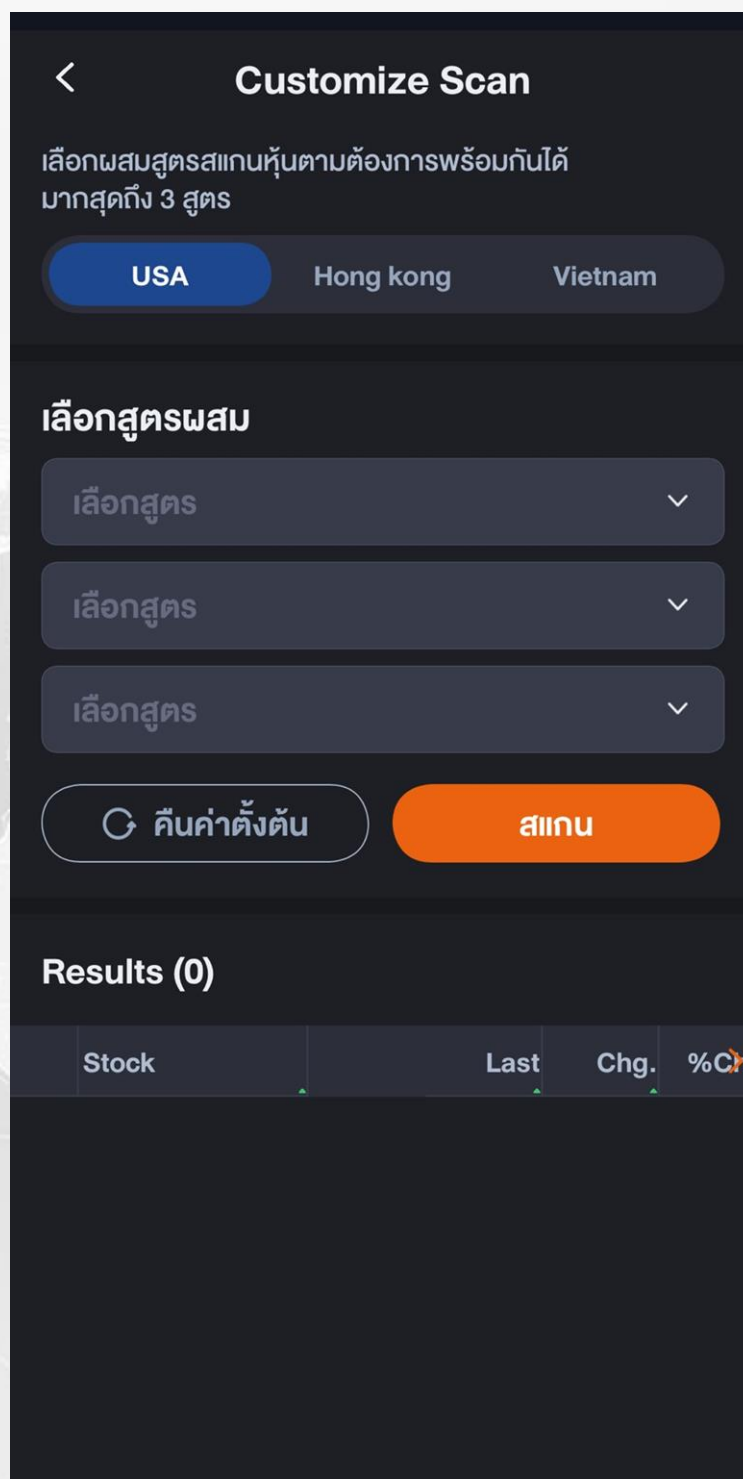 Customize Scan
เลือกผสมสูตรสแกนหุ้นตามต้องการพร้อมกันได้
มากสุดถึง 3 สูตร
USA Hong kong Vietnam
เลือกสูตรผสม
เลือกสูตร
เลือกสูตร
เลือกสูตร
คืนค่าตั้งต้น สแกน
Results (0)
Stock Last Chg.